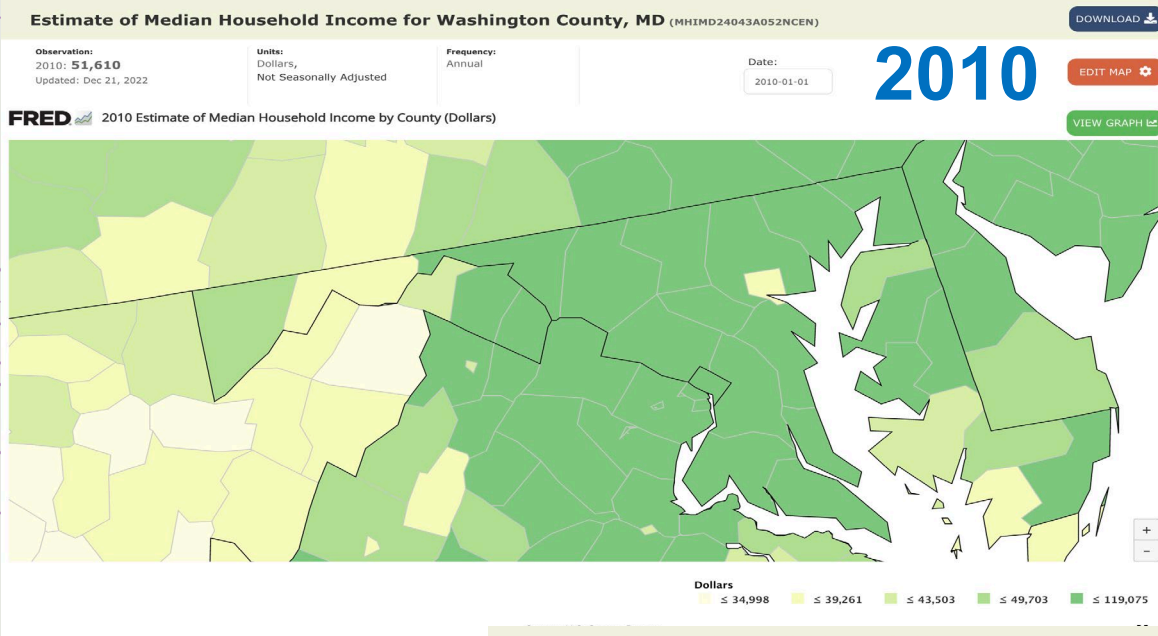 Estimate of Median Household Income for Washington County, MD (MHIMD24043A052NCEN)
DOWNLOAD
Observation:
2010: 51,610
Updated: Dec 21, 2022
Units:
Dollars,
Not Seasonally Adjusted
Frequency:
Annual
Date:
2010-01-01
2010
EDIT MAP
FRED 2010 Estimate of Median Household Income by County (Dollars)
VIEW GRAPH
+
−
Dollars
≤ 34,998 ≤ 39,261 ≤ 43,503 ≤ 49,703 ≤ 119,075